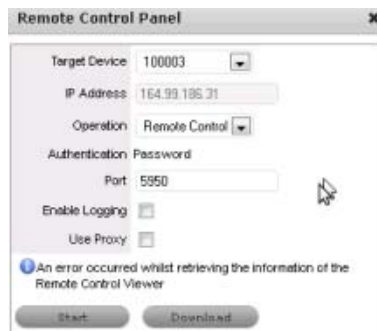 Remote Control Panel
Target Device 100003
IP Address 164.99.186.31
Operation Remote Control
Authentication Password
Port 5950
Enable Logging
Use Proxy
An error occurred whilst retrieving the information of the
Remote Control Viewer
Start Download